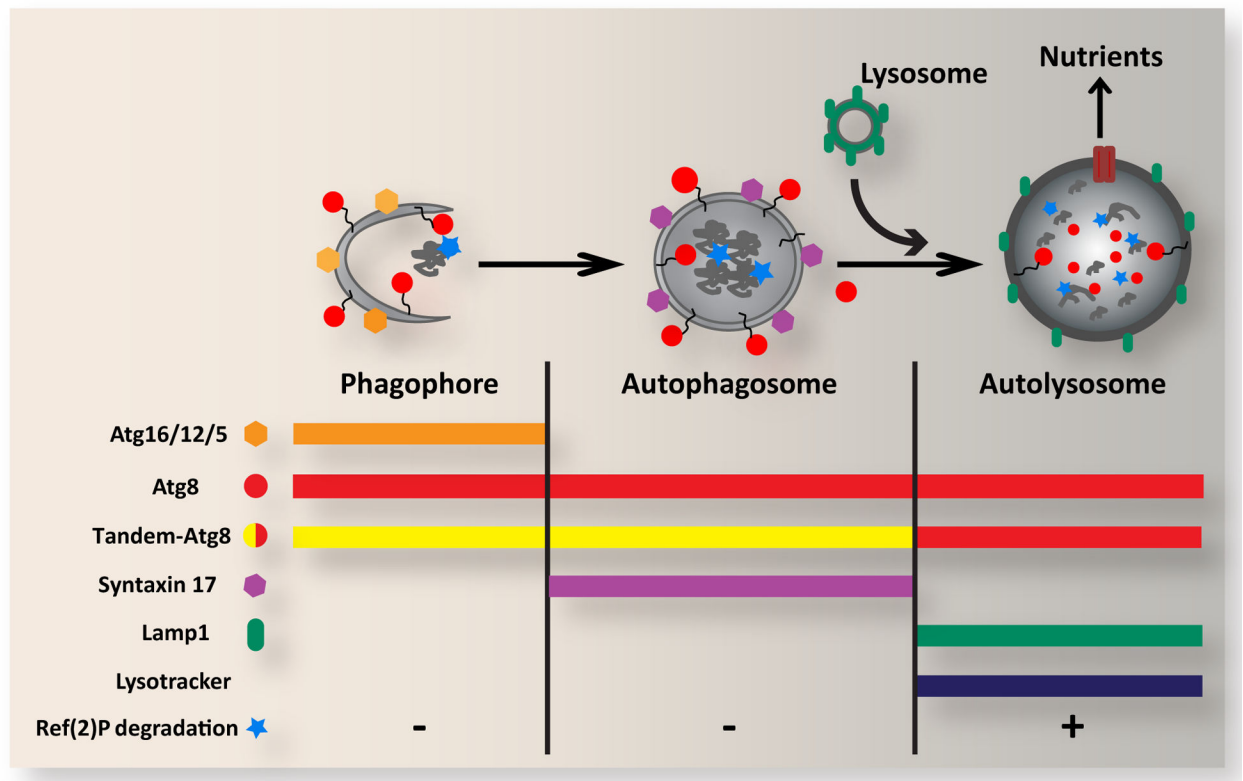 Nutrients
Lysosome
Phagophore
Autophagosome
Autolysosome
Atg16/12/5
Atg8
Tandem-Atg8
Syntaxin 17
Lamp1
Lysotracker
Ref(2)P degradation - - +